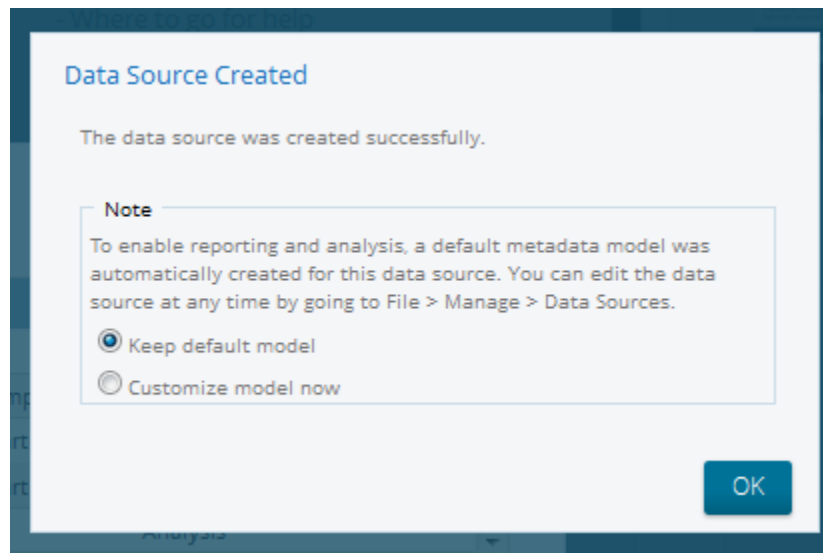 - Where to go for help
Data Source Created
The data source was created successfully.
Note
To enable reporting and analysis, a default metadata model was
automatically created for this data source. You can edit the data
source at any time by going to File > Manage > Data Sources.
Keep default model
Customize model now
OK
Analysis